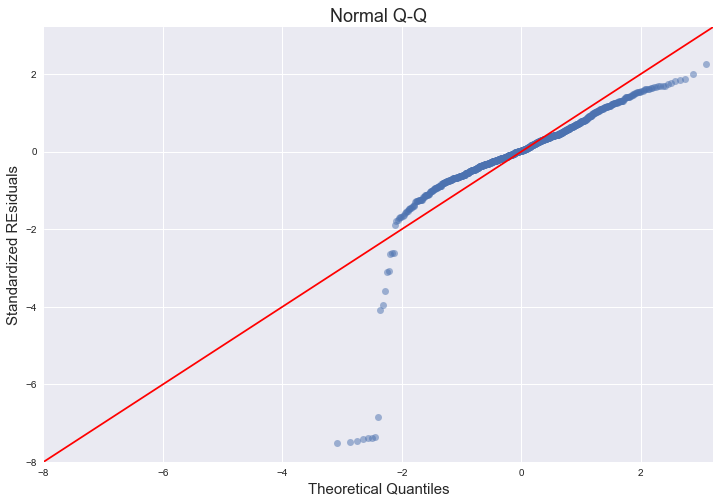 Normal Q-Q
2
0
−2
−4
−6
−8
Standardized REsiduals
−8 −6 −4 −2 0 2
Theoretical Quantiles